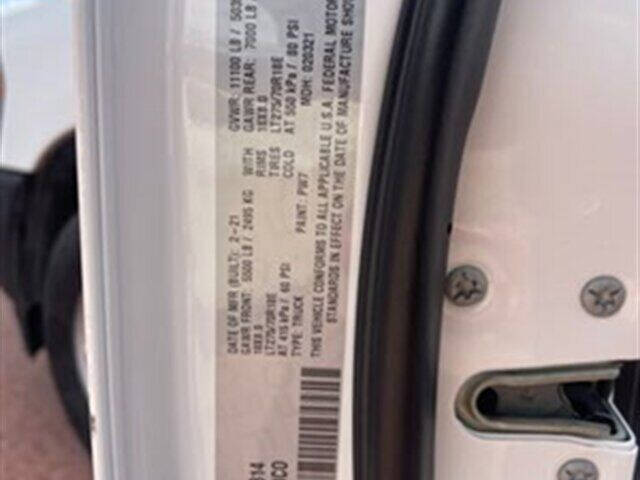 DATE OF MFR (BUILT): 2-21 GVWR: 11100 LB /
GAWR FRONT: 5500 LB / 2495 KG GAWR REAR: 7000 LB
18X8.0 WITH RIMS 18X8.0
LT275/70R18E TIRES LT275/70R18E
AT 415 kPa / 60 PSI COLD AT 550 kPa / 80 PSI
TYPE: TRUCK PAINT: PW7 MDH: 020321
THIS VEHICLE CONFORMS TO ALL APPLICABLE U.S.A. FEDERAL MOTOR
STANDARDS IN EFFECT ON THE DATE OF MANUFACTURE SHOW